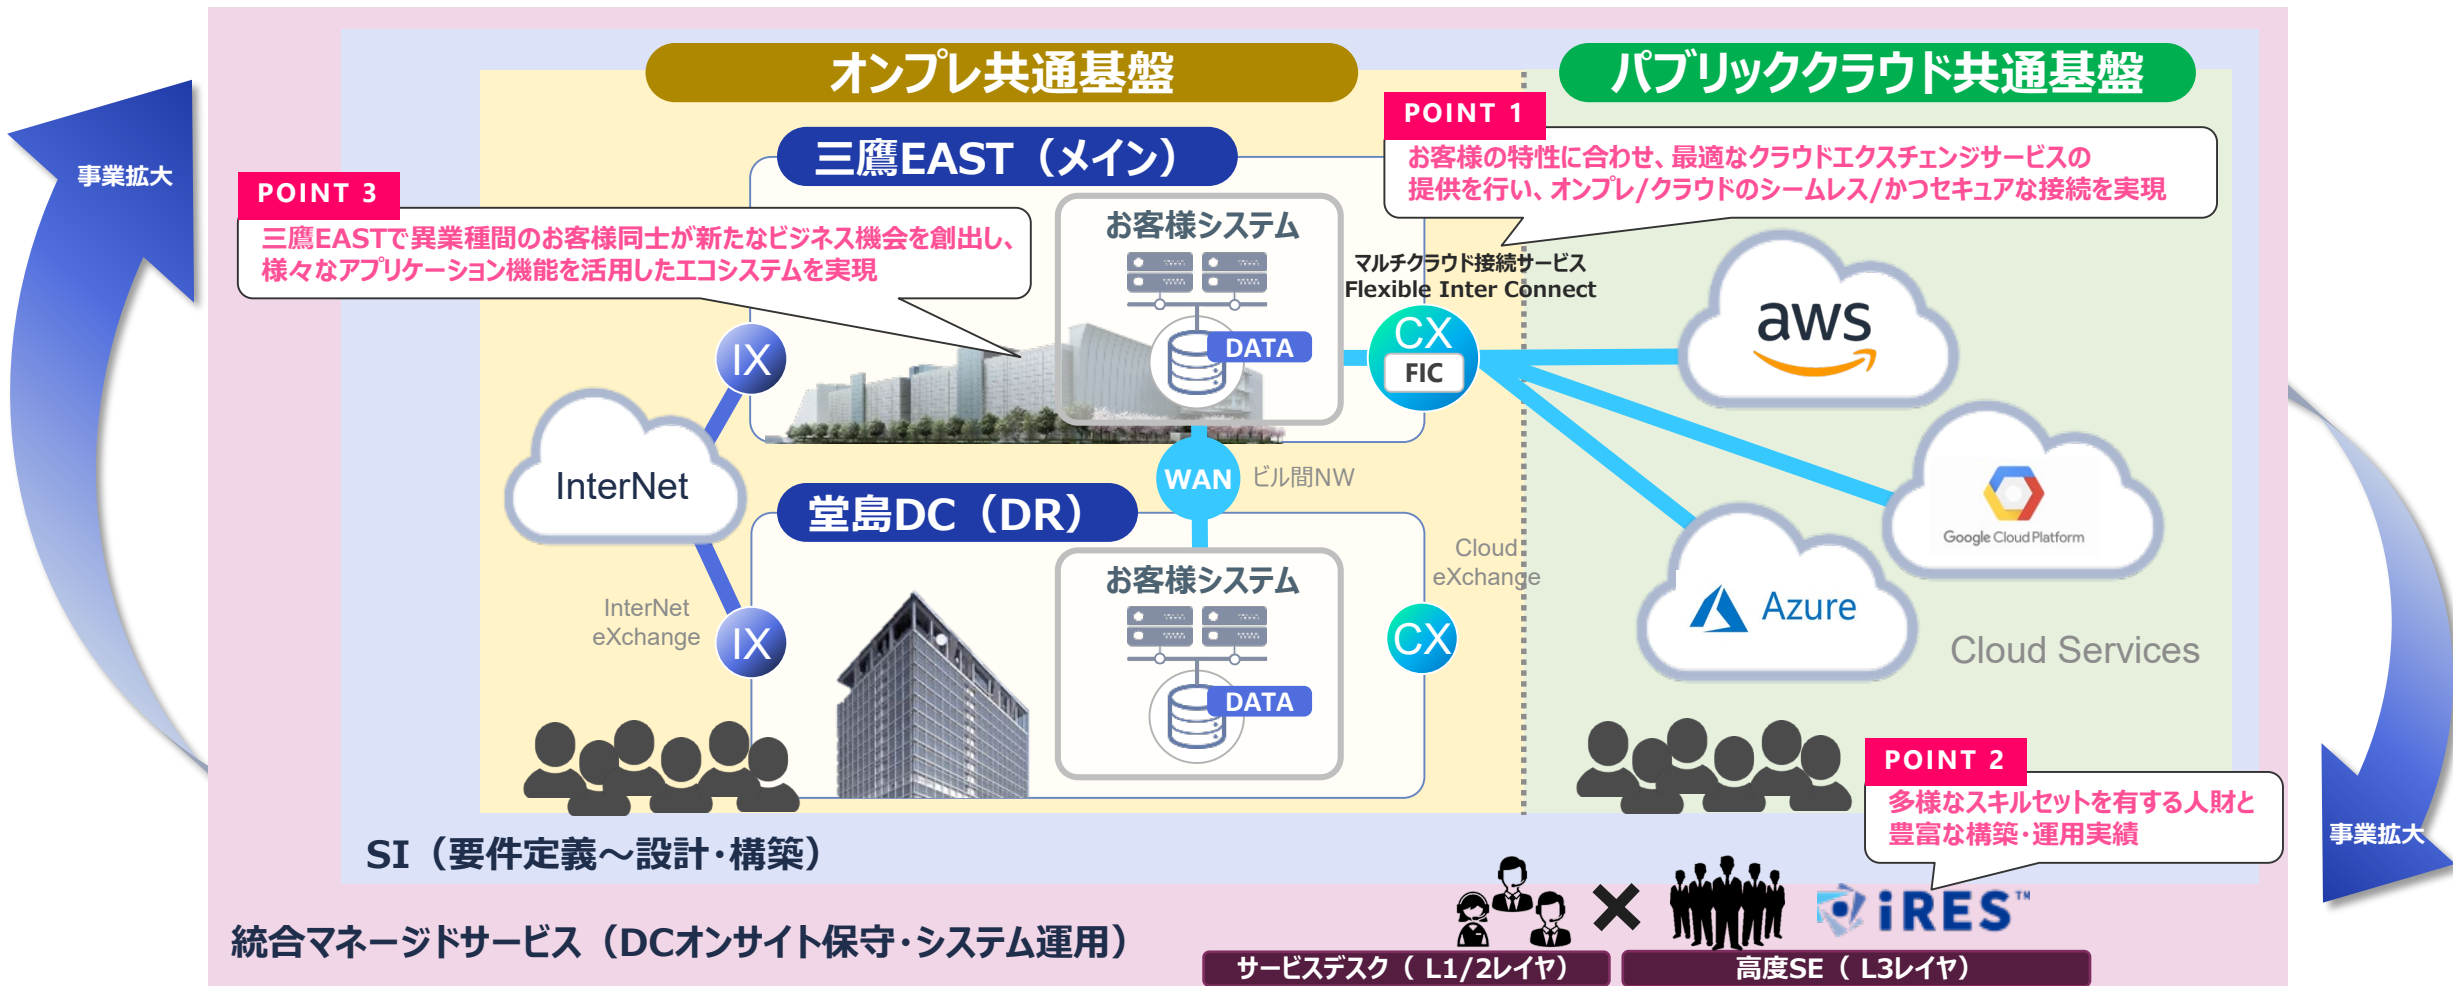 オンプレ共通基盤
パブリッククラウド共通基盤
POINT 1
お客様の特性に合わせ、最適なクラウドエクスチェンジサービスの
提供を行い、オンプレ/クラウドのシームレス/かつセキュアな接続を実現
三鷹EAST（メイン）
事業拡大
POINT 3
三鷹EASTで異業種間のお客様同士が新たなビジネス機会を創出し、
様々なアプリケーション機能を活用したエコシステムを実現
お客様システム
DATA
マルチクラウド接続サービス
Flexible Inter Connect
CX
FIC
IX
aws
InterNet
WAN
ビル間NW
Google Cloud Platform
堂島DC（DR）
Cloud
eXchange
お客様システム
DATA
InterNet
eXchange
IX
CX
Azure
Cloud Services
POINT 2
多様なスキルセットを有する人財と
豊富な構築・運用実績
事業拡大
SI（要件定義～設計・構築）
iRES™
統合マネージドサービス（DCオンサイト保守・システム運用）
サービスデスク（ L1/2レイヤ）
高度SE（ L3レイヤ）